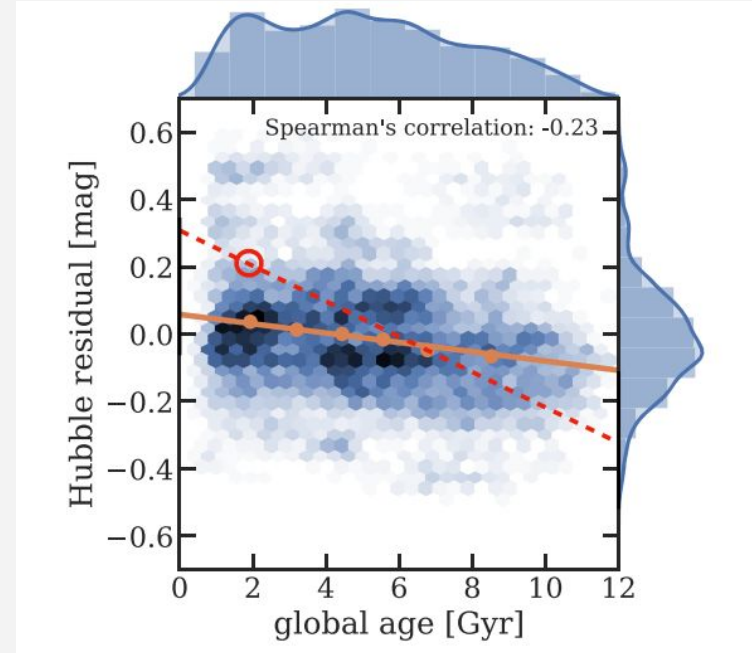 Spearman's correlation: -0.23
0.6
0.4
0.2
0.0
−0.2
−0.4
−0.6
Hubble residual [mag]
0 2 4 6 8 10 12
global age [Gyr]